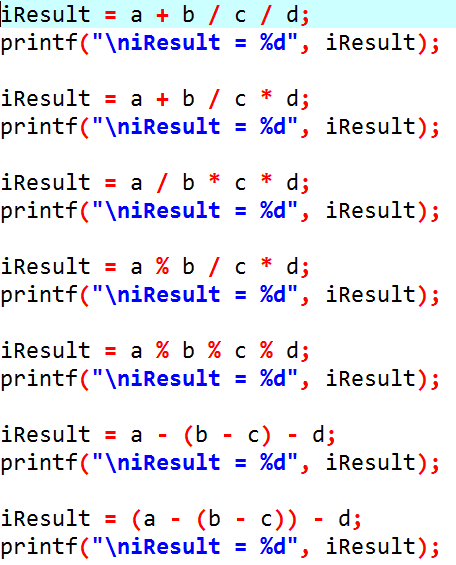 iResult = a + b / c / d;
printf("\niResult = %d", iResult);
iResult = a + b / c * d;
printf("\niResult = %d", iResult);
iResult = a / b * c * d;
printf("\niResult = %d", iResult);
iResult = a % b / c * d;
printf("\niResult = %d", iResult);
iResult = a % b % c % d;
printf("\niResult = %d", iResult);
iResult = a - (b - c) - d;
printf("\niResult = %d", iResult);
iResult = (a - (b - c)) - d;
printf("\niResult = %d", iResult);